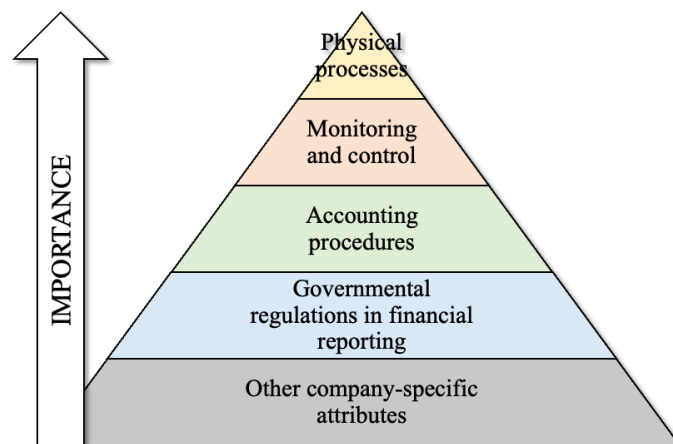 Physical
processes
Monitoring
and control
Accounting
procedures
Governmental
regulations in financial
reporting
Other company-specific
attributes
IMPORTANCE